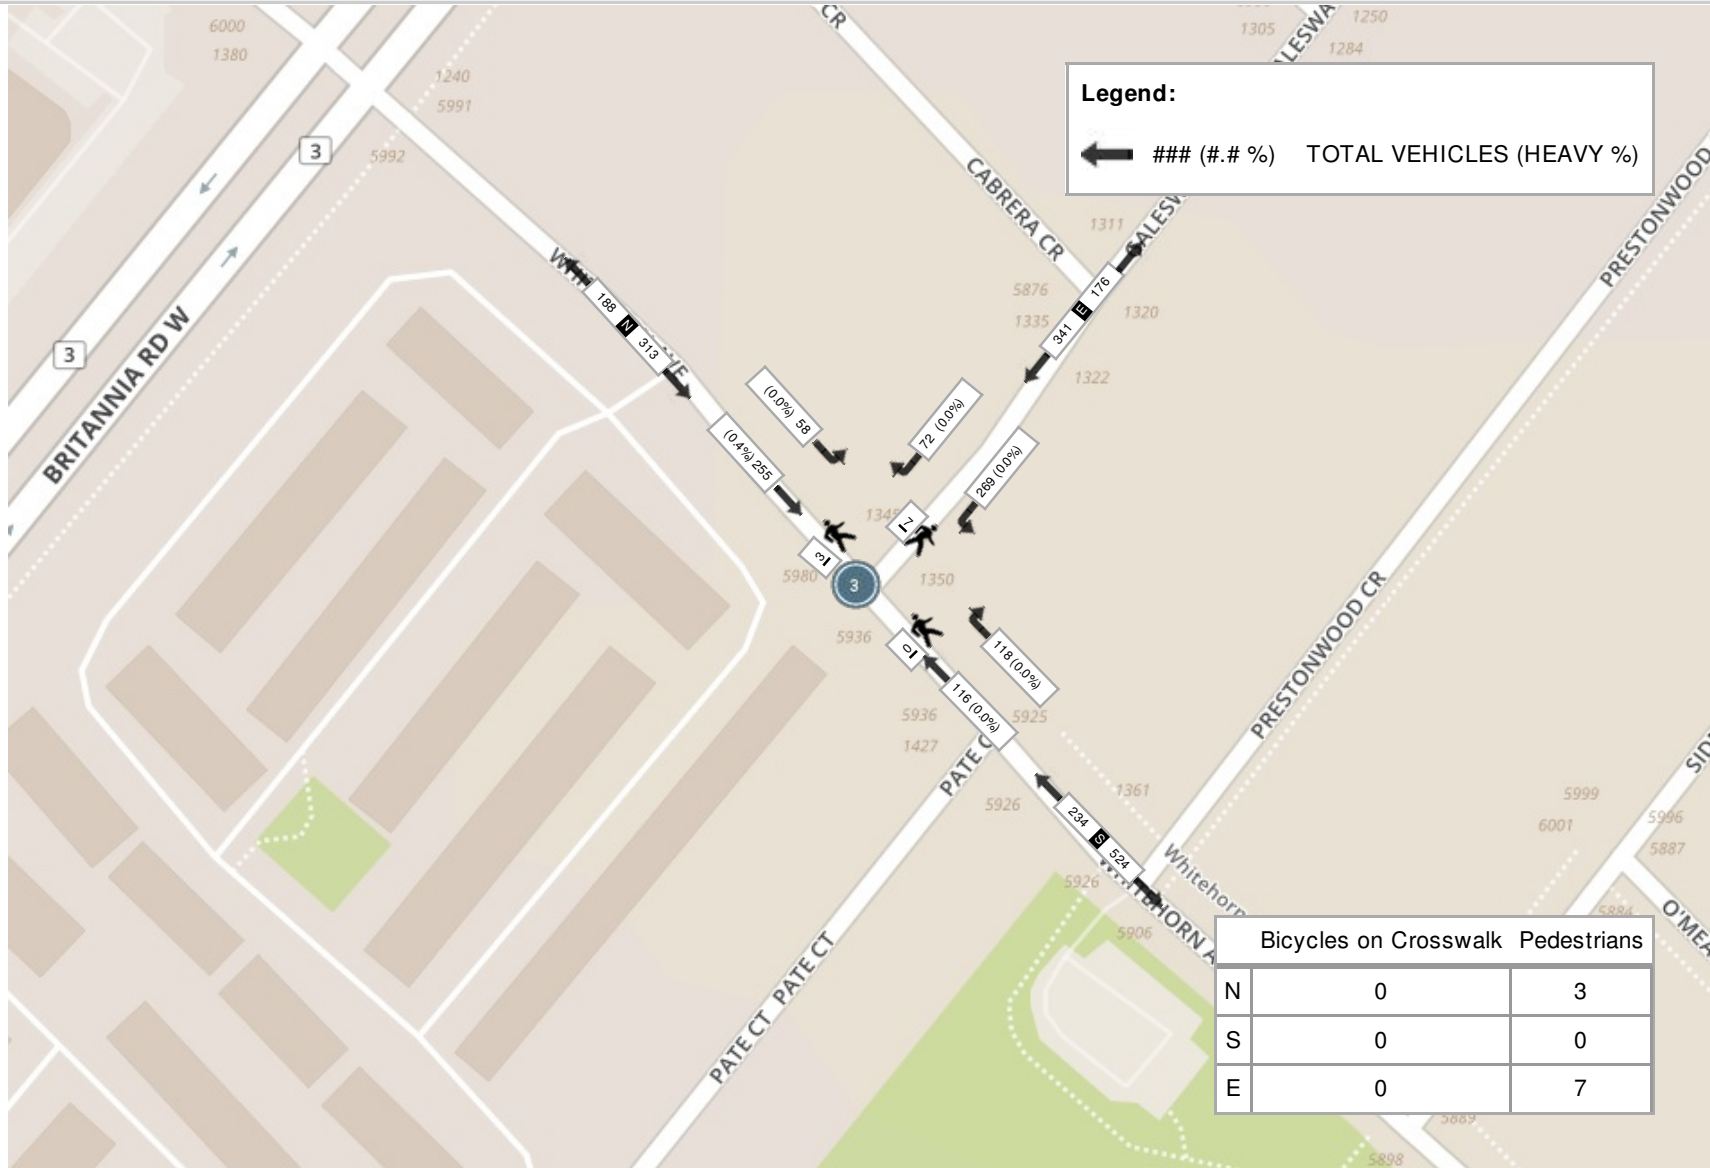 6000
1380
1240
5991
5992
3
3
BRITANNIA RD W
CR
CABRERA CR
1305
1250
1284
Legend:
### (#.# %) TOTAL VEHICLES (HEAVY %)
1311
5876
1335
1320
1322
PRESTONWOOD
PRESTONWOOD CR
188 N 313
341 E 176
(0.0%) 58
(0.4%) 255
72 (0.0%)
269 (0.0%)
7
3
3
0
5980
1350
5936
118 (0.0%)
116 (0.0%)
5936
1427
5925
5926
1361
234 S 524
PATE CT
PATE CT
5926
5906
Whitehorn
5999
6001
5996
5887
5884
Bicycles on Crosswalk Pedestrians
N 0 3
S 0 0
E 0 7
5889
5898